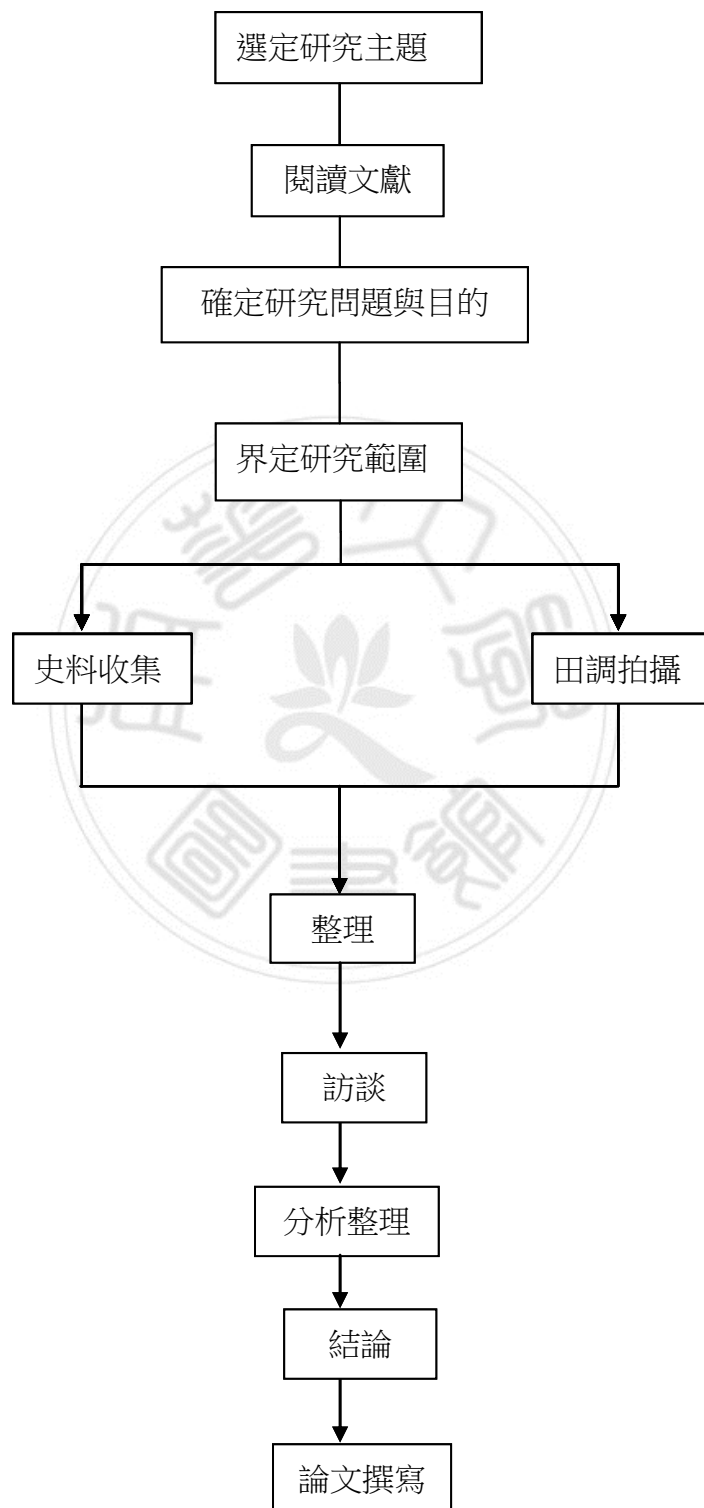 選定研究主題
閱讀文獻
確定研究問題與目的
界定研究範圍
史料收集
田調拍攝
整理
訪談
分析整理
結論
論文撰寫